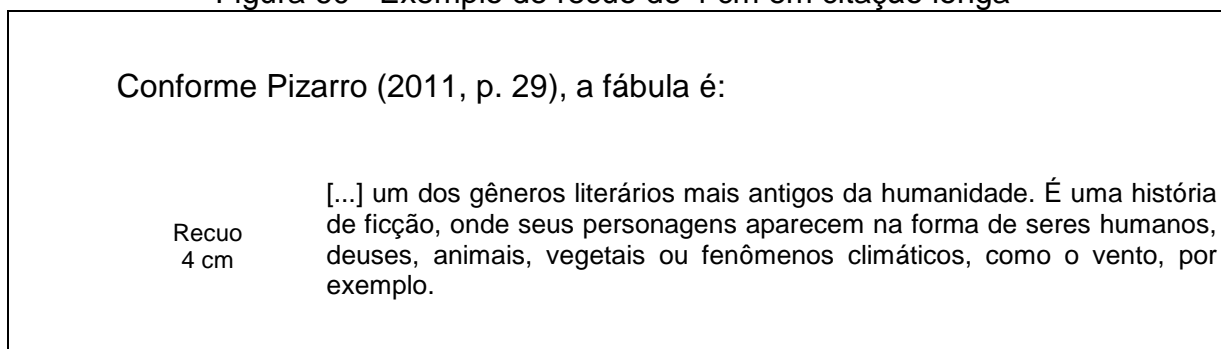 Conforme Pizarro (2011, p. 29), a fábula é:
[...] um dos gêneros literários mais antigos da humanidade. É uma história
de ficção, onde seus personagens aparecem na forma de seres humanos,
deuses, animais, vegetais ou fenômenos climáticos, como o vento, por
exemplo.
Recuo
4 cm